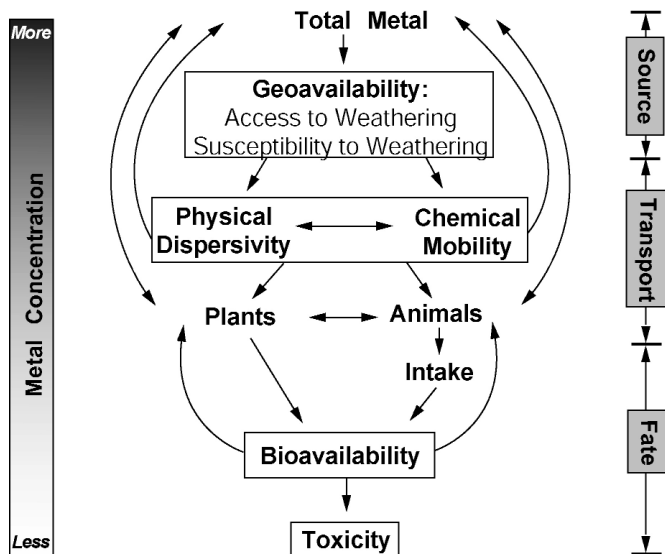 More
Total Metal
Geoavailability:
Access to Weathering
Susceptibility to Weathering
Source
Physical
Dispersivity
Chemical
Mobility
Transport
Metal Concentration
Plants
Animals
Intake
Bioavailability
Fate
Toxicity
Less